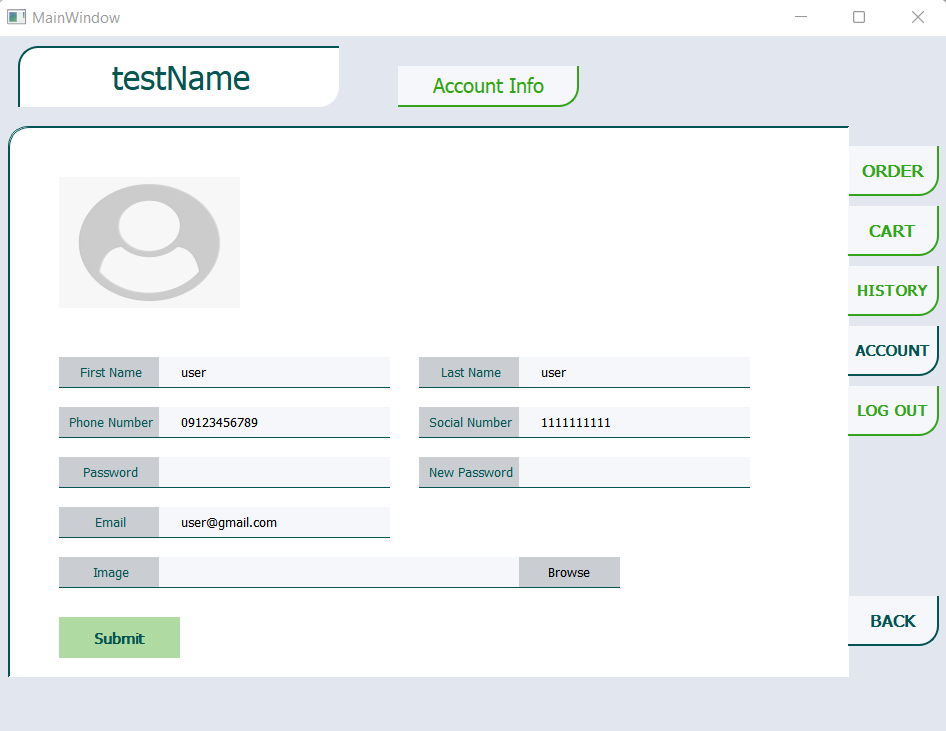 MainWindow
testName
Account Info
ORDER
CART
HISTORY
ACCOUNT
LOG OUT
First Name user Last Name user
Phone Number 09123456789 Social Number 1111111111
Password New Password
Email user@gmail.com
Image Browse
Submit
BACK